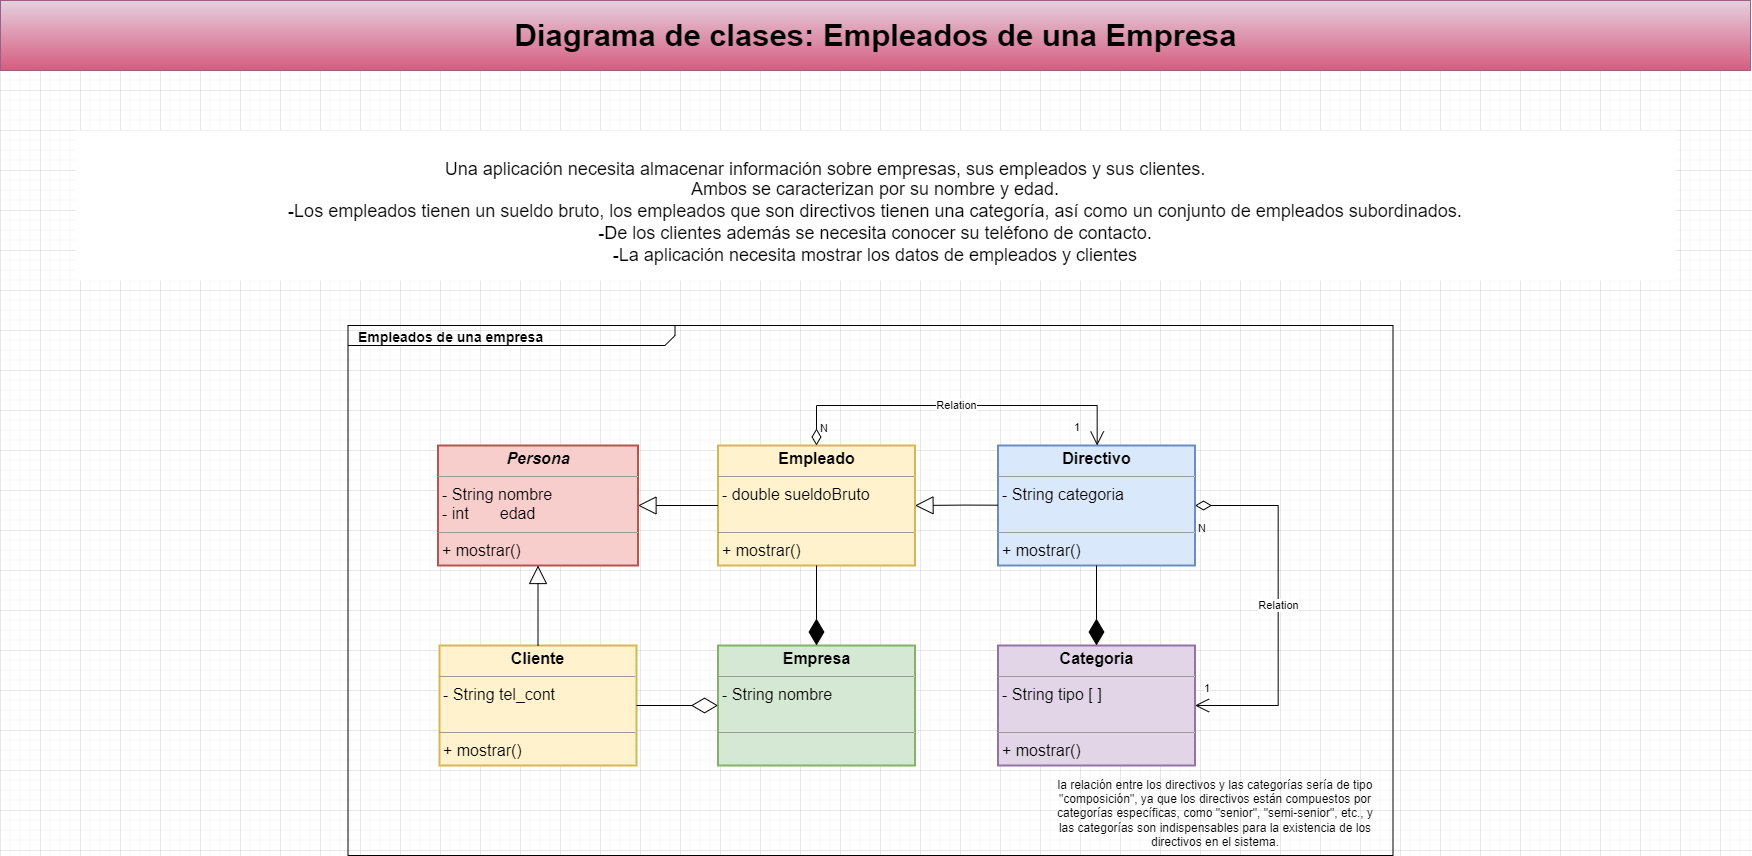 Diagrama de clases: Empleados de una Empresa
Una aplicación necesita almacenar información sobre empresas, sus empleados y sus clientes.
Ambos se caracterizan por su nombre y edad.
-Los empleados tienen un sueldo bruto, los empleados que son directivos tienen una categoría, así como un conjunto de empleados subordinados.
-De los clientes además se necesita conocer su teléfono de contacto.
-La aplicación necesita mostrar los datos de empleados y clientes
Empleados de una empresa
Relation
N
1
Persona
- String nombre
- int edad
+ mostrar()
Empleado
- double sueldoBruto
+ mostrar()
Directivo
- String categoria
+ mostrar()
N
Relation
1
Cliente
- String tel_cont
+ mostrar()
Empresa
- String nombre
Categoria
- String tipo [ ]
+ mostrar()
la relación entre los directivos y las categorías sería de tipo
"composición", ya que los directivos están compuestos por
categorías específicas, como "senior", "semi-senior", etc., y
las categorías son indispensables para la existencia de los
directivos en el sistema.